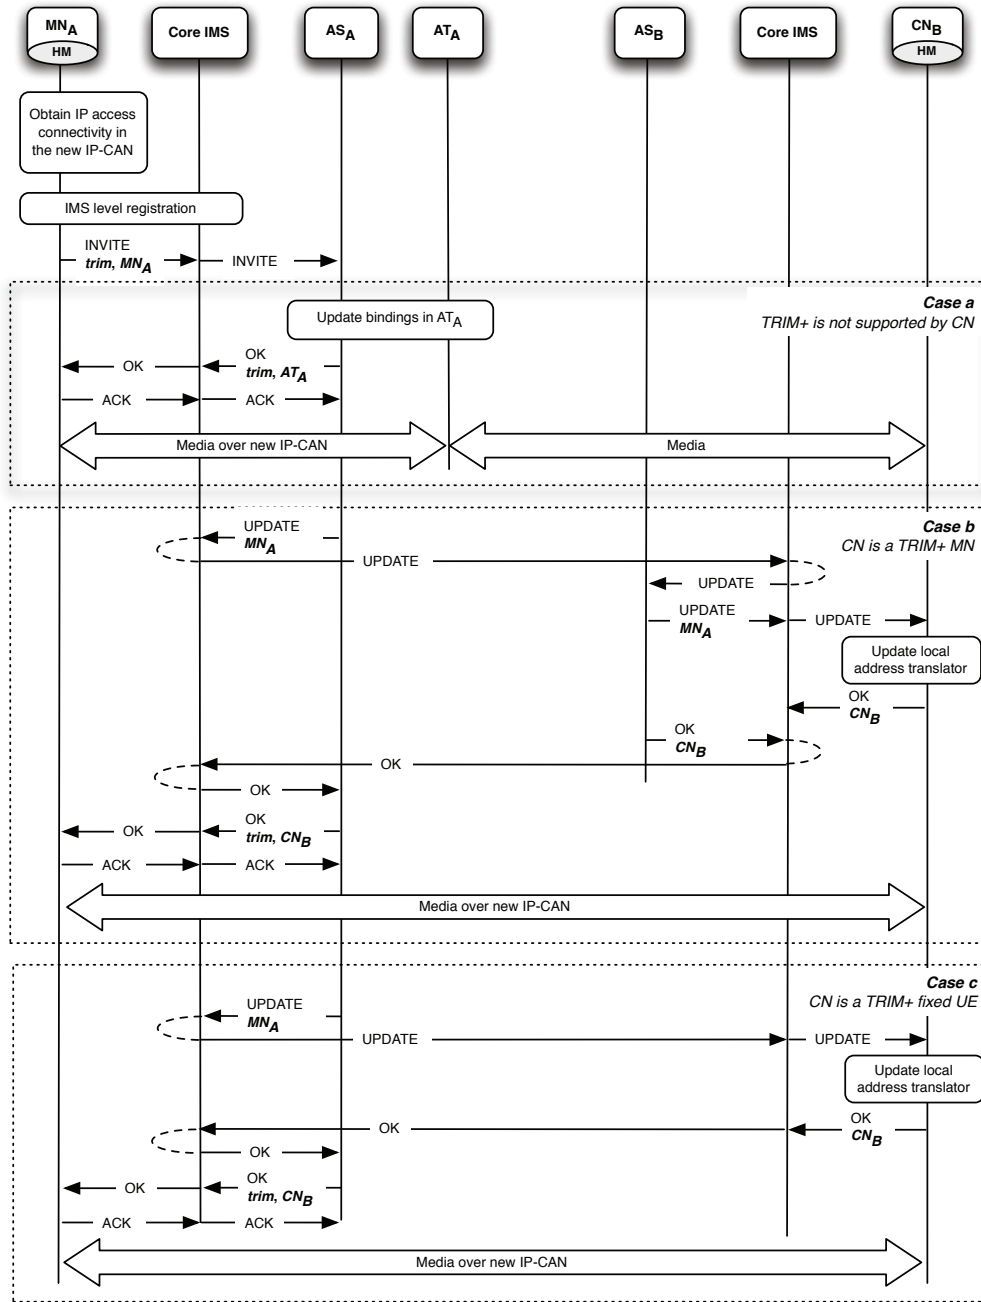 MNA Core IMS ASA ATA ASB Core IMS CNB
HM HM
Obtain IP access
connectivity in
the new IP-CAN
IMS level registration
INVITE
trim, MNA INVITE
Case a
TRIM+ is not supported by CN
Update bindings in ATA
OK
OK trim, ATA
ACK ACK
Media over new IP-CAN Media
Case b
CN is a TRIM+ MN
UPDATE
MNA
UPDATE
UPDATE
UPDATE
MNA UPDATE
Update local
address translator
OK
CNB
OK
CNB
OK
OK
OK
OK trim, CNB
ACK ACK
Media over new IP-CAN
Case c
CN is a TRIM+ fixed UE
UPDATE
MNA
UPDATE UPDATE
Update local
address translator
OK
OK CNB
OK
OK
OK trim, CNB
ACK ACK
Media over new IP-CAN